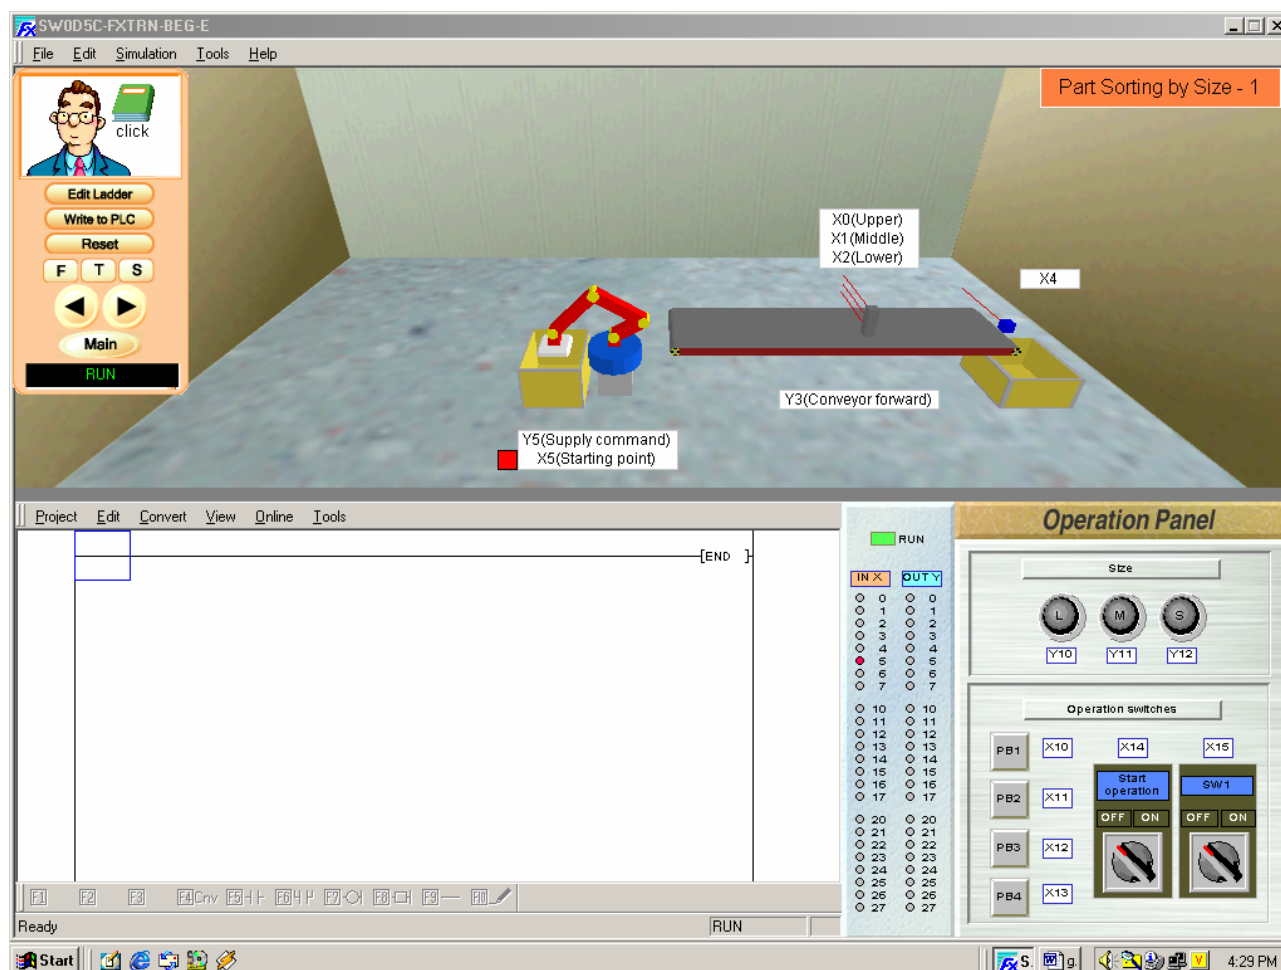 SW0D5C-FXTRN-BEG-E
File Edit Simulation Tools Help
Part Sorting by Size - 1
click
Edit Ladder
Write to PLC
Reset
F T S
Main
RUN
X0(Upper)
X1(Middle)
X2(Lower)
X4
Y3(Conveyor forward)
Y5(Supply command)
X5(Starting point)
Project Edit Convert View Online Tools
[END ]
RUN
IN X OUT Y
0 0
1 1
2 2
3 3
4 4
5 5
6 6
7 7
10 10
11 11
12 12
13 13
14 14
15 15
16 16
17 17
20 20
21 21
22 22
23 23
24 24
25 25
26 26
27 27
Operation Panel
Size
L M S
Y10 Y11 Y12
Operation switches
PB1 X10 X14 X15
PB2 X11
PB3 X12
PB4 X13
Start
operation
SW1
OFF ON OFF ON
F1 F2 F3 F4Cnv F5 F6 F7 F8 F9 F10
Ready RUN
Start S. g. V 4:29 PM